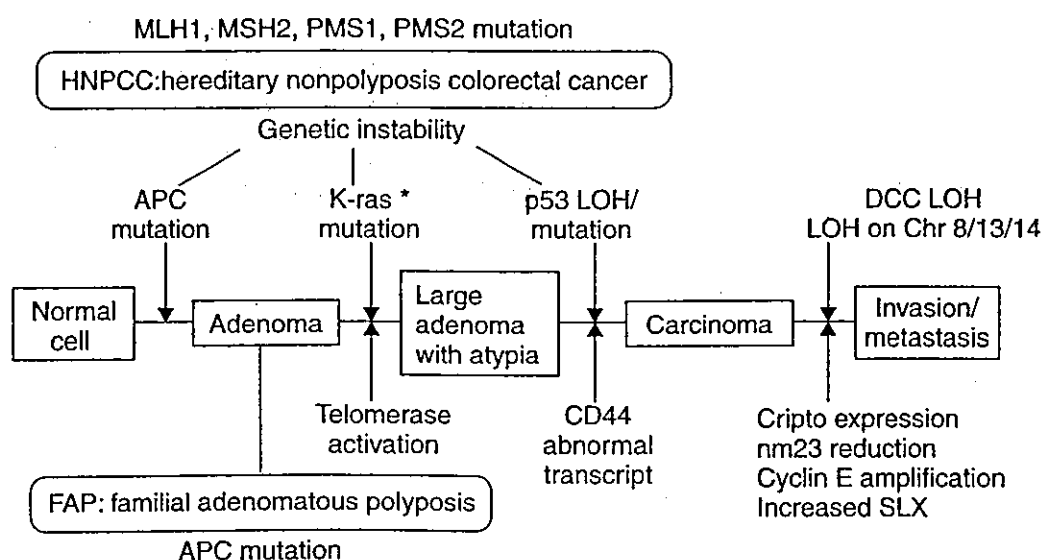 MLH1, MSH2, PMS1, PMS2 mutation
HNPCC:hereditary nonpolyposis colorectal cancer
Genetic instability
APC
mutation
K-ras *
mutation
p53 LOH/
mutation
DCC LOH
LOH on Chr 8/13/14
Normal
cell
Adenoma
Large
adenoma
with atypia
Carcinoma
Invasion/
metastasis
Telomerase
activation
CD44
abnormal
transcript
Cripto expression
nm23 reduction
Cyclin E amplification
Increased SLX
FAP: familial adenomatous polyposis
APC mutation